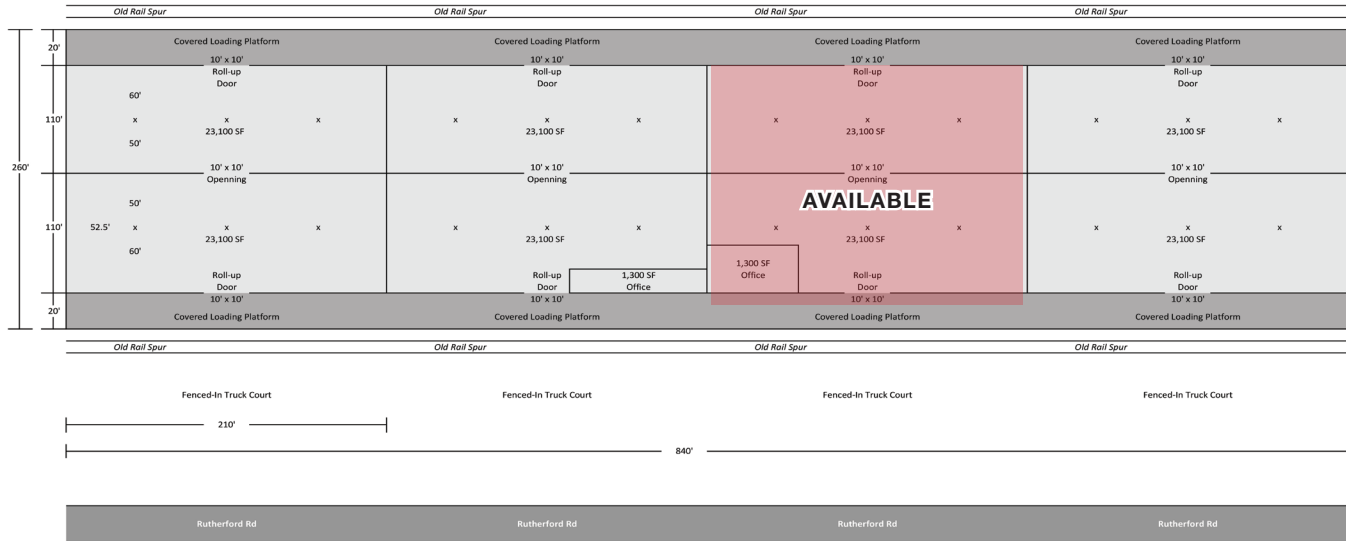 Old Rail Spur Old Rail Spur Old Rail Spur Old Rail Spur
20' Covered Loading Platform Covered Loading Platform Covered Loading Platform Covered Loading Platform
10' x 10' 10' x 10' 10' x 10' 10' x 10'
Roll-up Roll-up Roll-up Roll-up
Door Door Door Door
60'
110' x x x x x x x x x x x x
23,100 SF 23,100 SF 23,100 SF 23,100 SF
50'
260' 10' x 10' 10' x 10' 10' x 10' 10' x 10'
Openning Openning Openning Openning
50' AVAILABLE
110' 52.5' x x x x x x x x x x x x
23,100 SF 23,100 SF 23,100 SF 23,100 SF
60'
1,300 SF
Office
Roll-up Roll-up 1,300 SF Roll-up Roll-up
Door Door Office Door Door
10' x 10' 10' x 10' 10' x 10' 10' x 10'
20' Covered Loading Platform Covered Loading Platform Covered Loading Platform Covered Loading Platform
Old Rail Spur Old Rail Spur Old Rail Spur Old Rail Spur
Fenced-In Truck Court Fenced-In Truck Court Fenced-In Truck Court Fenced-In Truck Court
210'
840'
Rutherford Rd Rutherford Rd Rutherford Rd Rutherford Rd